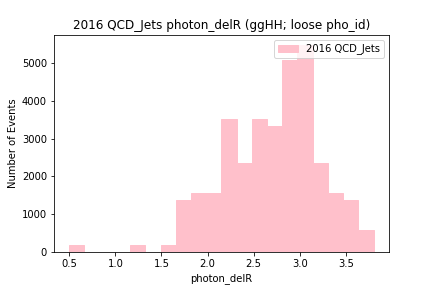 2016 QCD_Jets photon_delR (ggHH; loose pho_id)
2016 QCD_Jets
Number of Events
5000
4000
3000
2000
1000
0
0.5 1.0 1.5 2.0 2.5 3.0 3.5
photon_delR